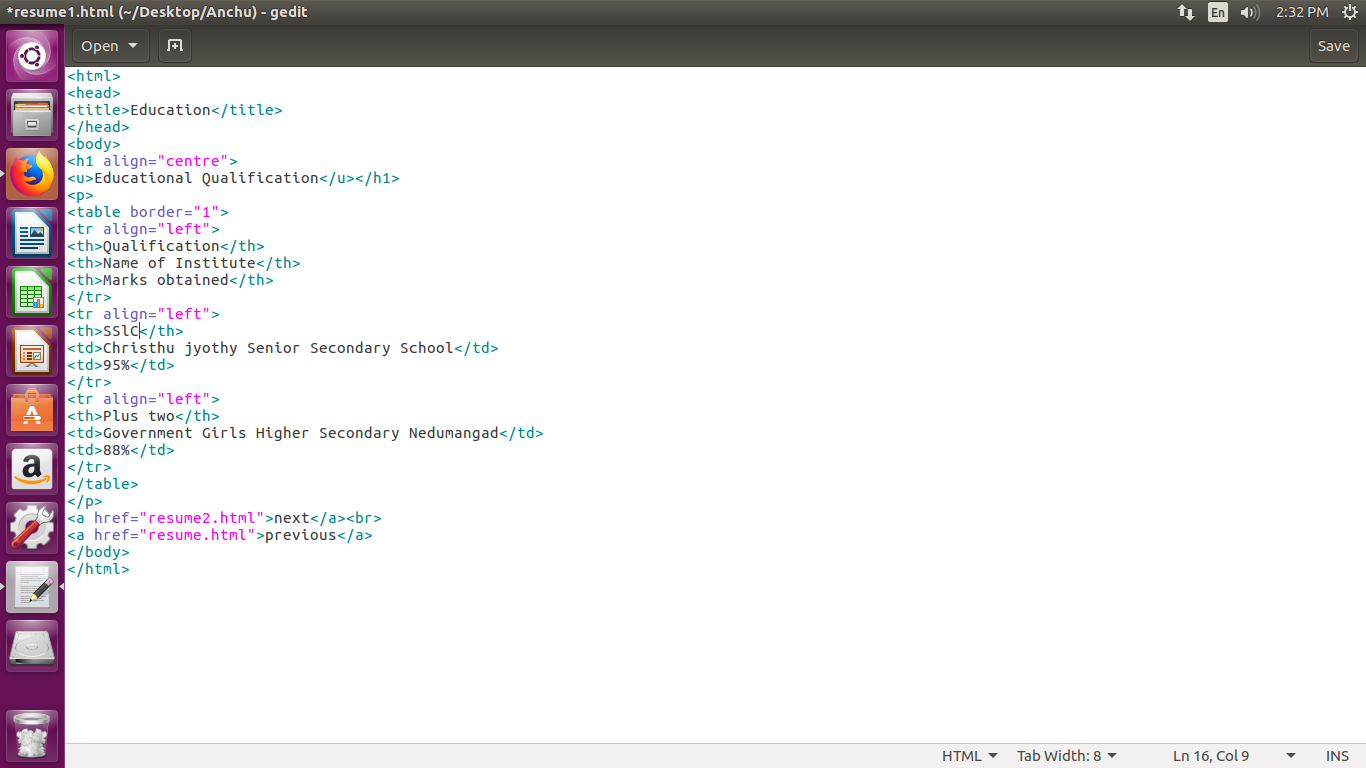 *resume1.html (~/Desktop/Anchu) - gedit
En
2:32 PM
Open
Save
<html>
<head>
<title>Education</title>
</head>
<body>
<h1 align="centre">
<u>Educational Qualification</u></h1>
<p>
<table border="1">
<tr align="left">
<th>Qualification</th>
<th>Name of Institute</th>
<th>Marks obtained</th>
</tr>
<tr align="left">
<th>SSlC</th>
<td>Christhu jyothy Senior Secondary School</td>
<td>95%</td>
</tr>
<tr align="left">
<th>Plus two</th>
<td>Government Girls Higher Secondary Nedumangad</td>
<td>88%</td>
</tr>
</table>
</p>
<a href="resume2.html">next</a><br>
<a href="resume.html">previous</a>
</body>
</html>
HTML
Tab Width: 8
Ln 16, Col 9
INS